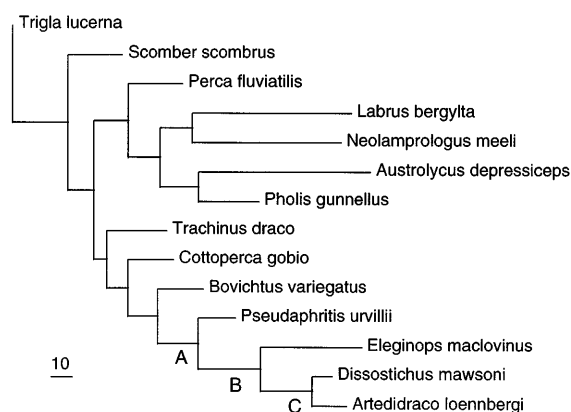 Trigla lucerna
Scomber scombrus
Perca fluviatilis
Labrus bergylta
Neolamprologus meeli
Austrolycus depressiceps
Pholis gunnellus
Trachinus draco
Cottoperca gobio
Bovichtus variegatus
Pseudaphritis urvillii
A
Eleginops maclovinus
10
B
Dissostichus mawsoni
C
Artedidraco loennbergi